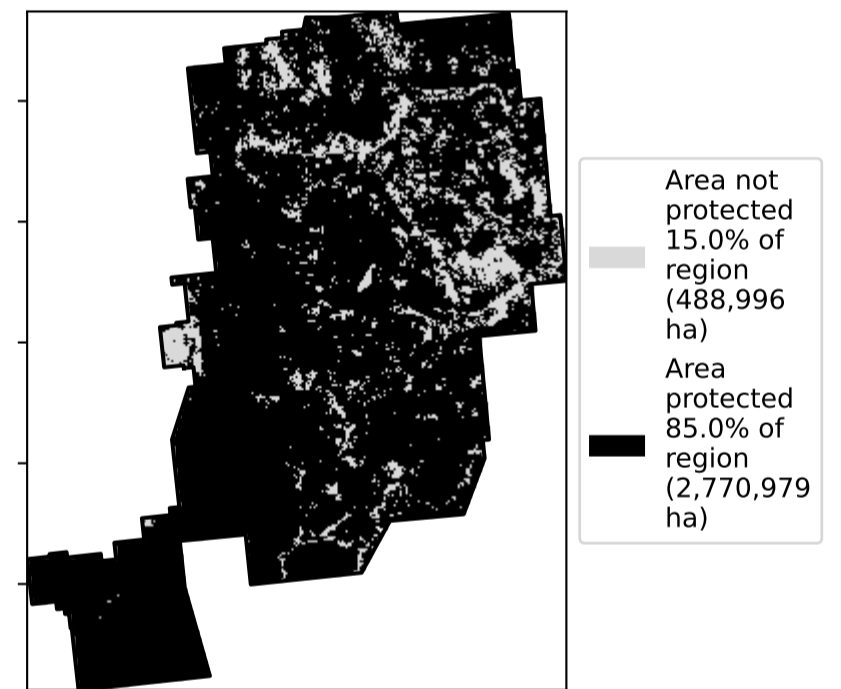 Area not
protected
15.0% of
region
(488,996
ha)
Area
protected
85.0% of
region
(2,770,979
ha)